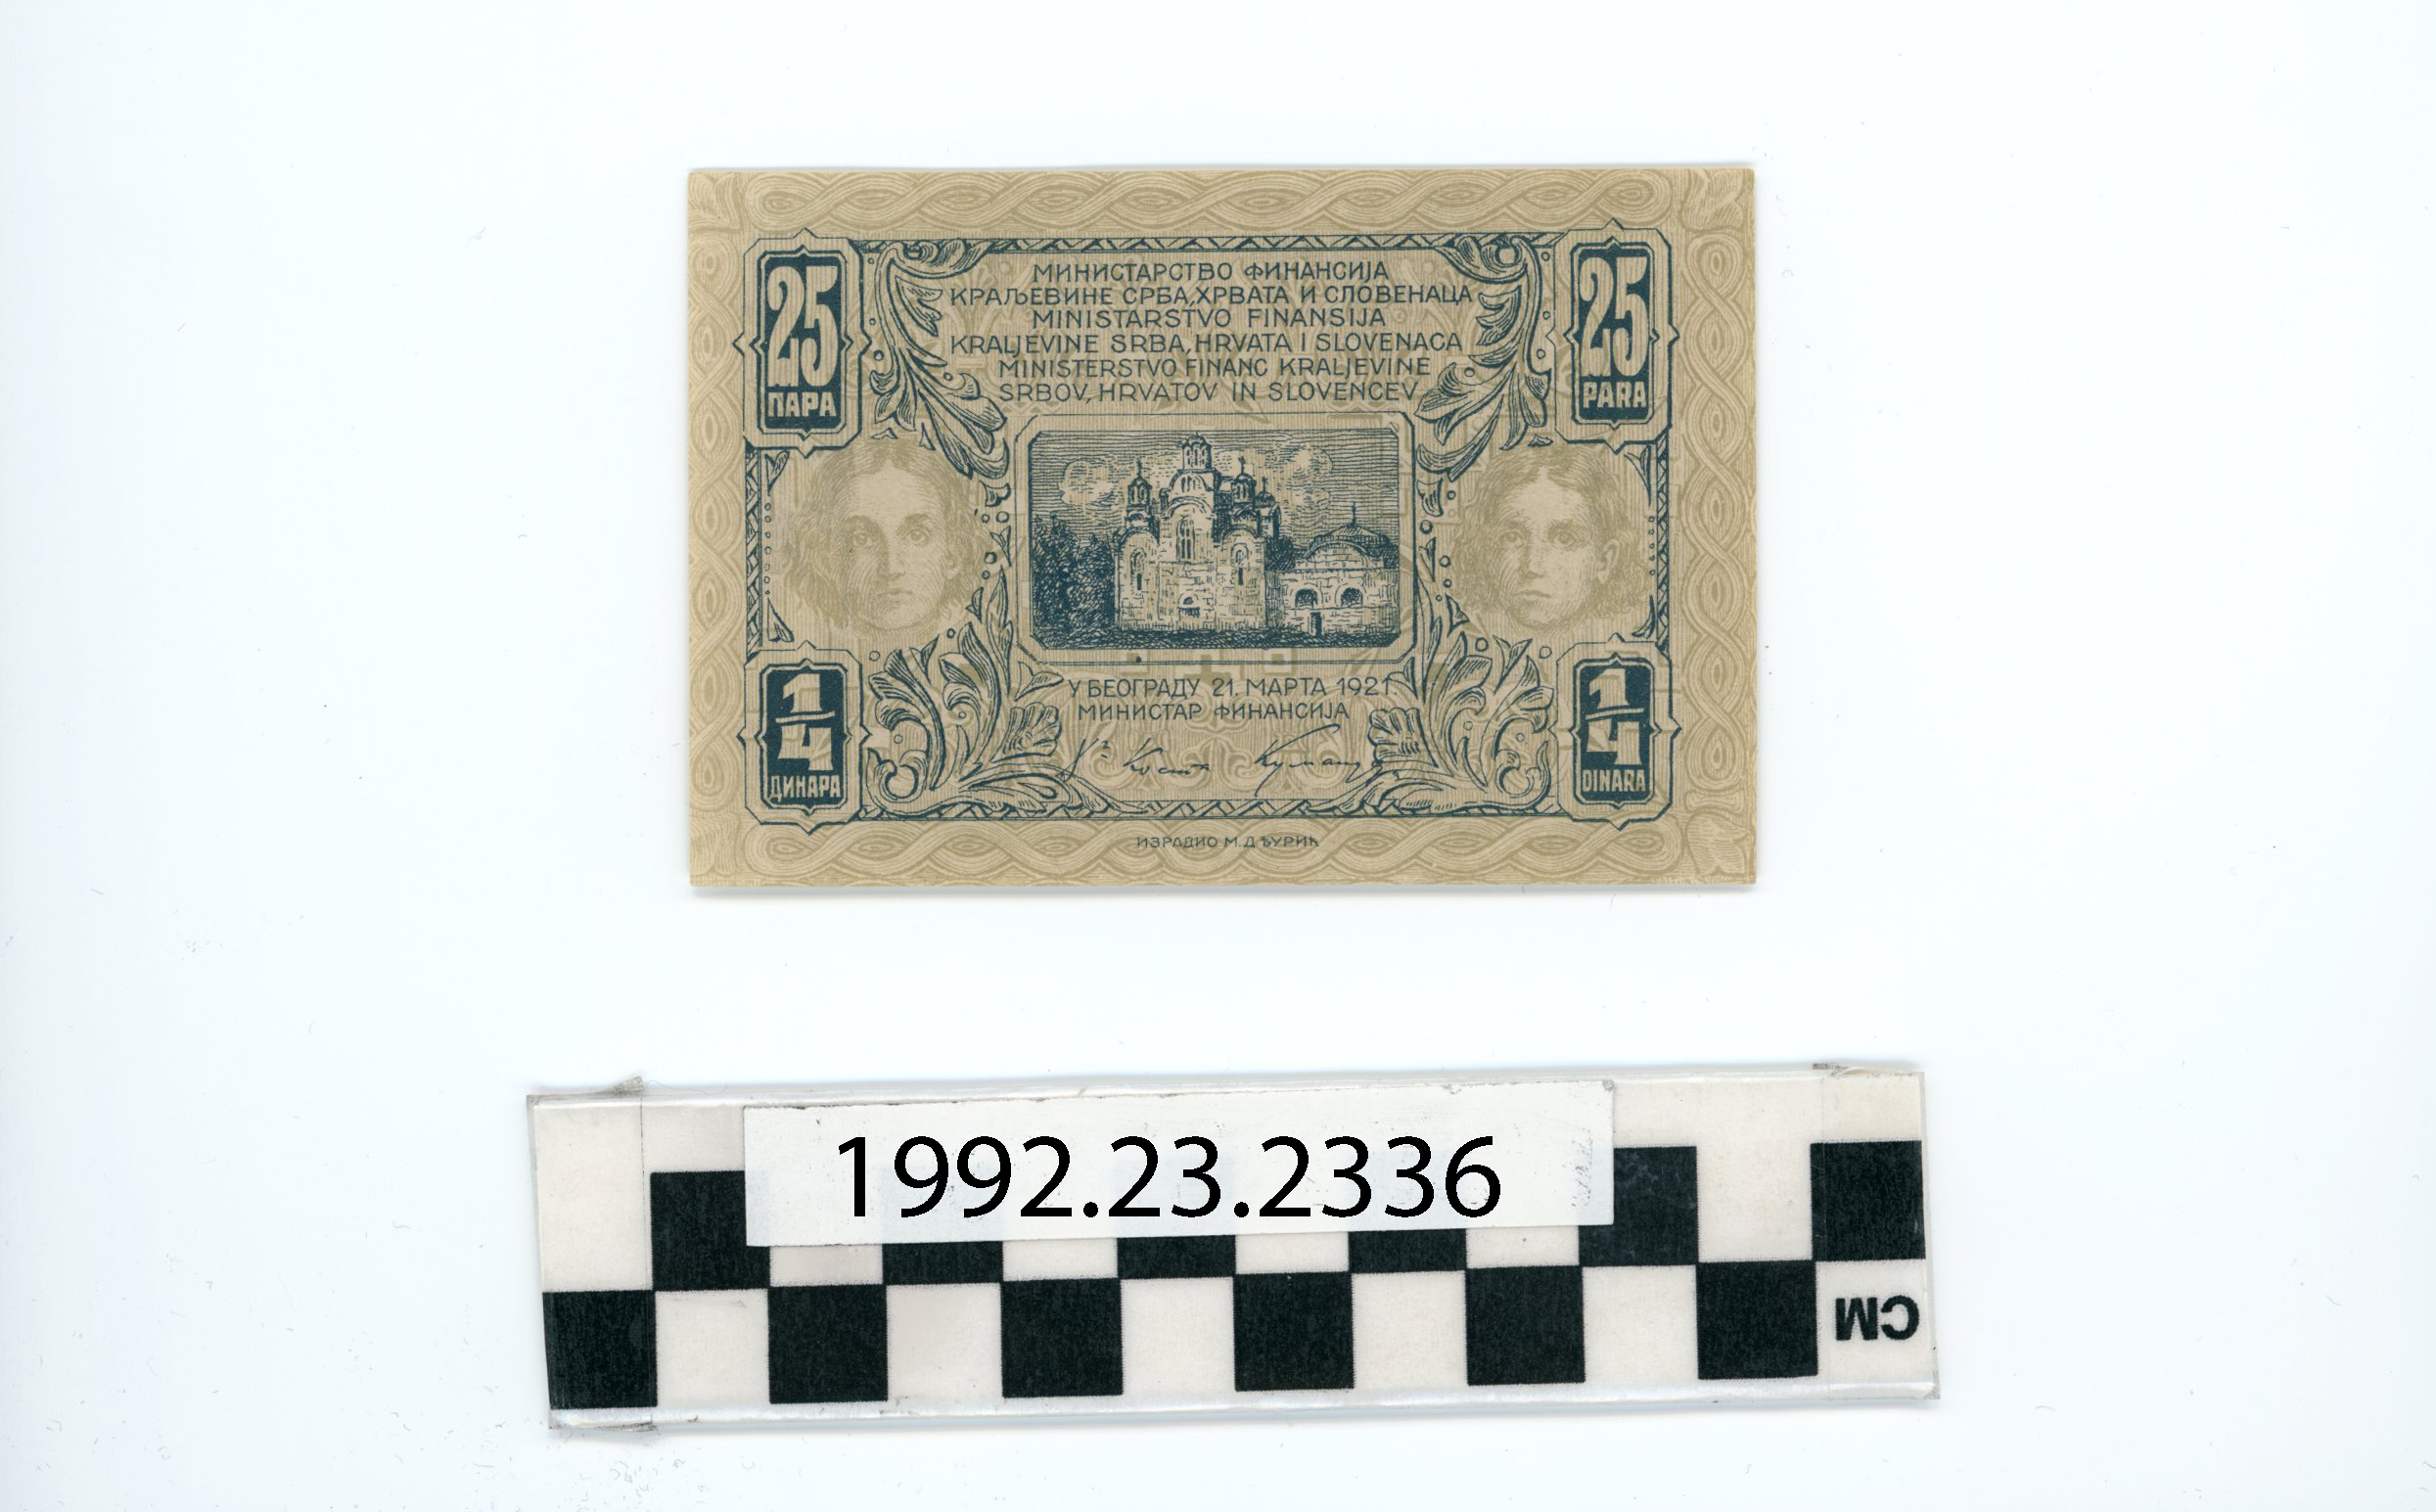 25
ПАРА
МИНИСТАРСТВО ФИНАНСИЈА
КРАЉЕВИНЕ СРБА, ХРВАТА И СЛОВЕНАЦА
MINISTARSTVO FINANSIJA
KRALJEVINE SRBA, HRVATA I SLOVENACA
MINISTERSTVO FINANC KRALJEVINE
SRBOV, HRVATOV IN SLOVENCEV
25
PARA
1/4
ДИНАРА
У БЕОГРАДУ 21. МАРТА 1921.
МИНИСТАР ФИНАНСИЈА
1/4
DINARA
ИЗРАДИО М. Д. ЂУРИЋ
1992.23.2336
CM